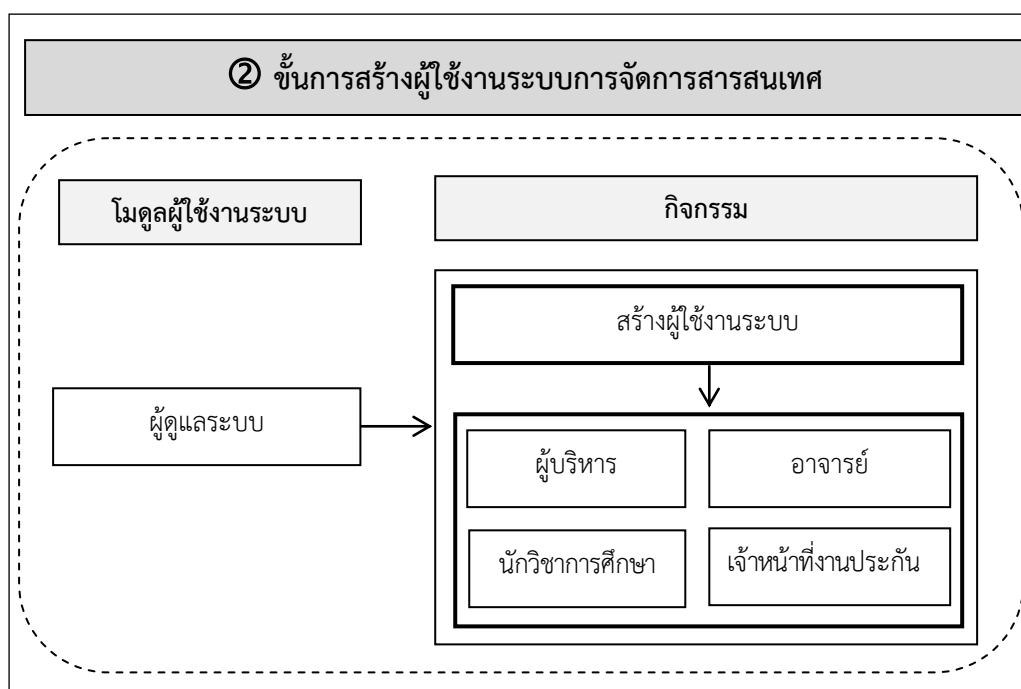 ② ขั้นการสร้างผู้ใช้งานระบบการจัดการสารสนเทศ
โมดูลผู้ใช้งานระบบ
กิจกรรม
สร้างผู้ใช้งานระบบ
ผู้ดูแลระบบ
ผู้บริหาร
อาจารย์
นักวิชาการศึกษา
เจ้าหน้าที่งานประกัน